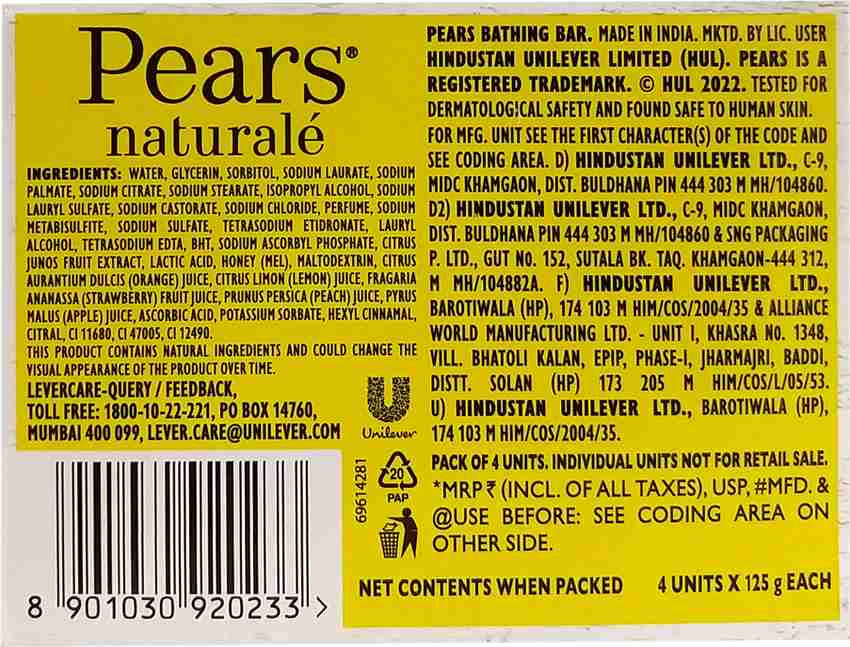 Pears®
naturalé
INGREDIENTS: WATER, GLYCERIN, SORBITOL, SODIUM LAURATE, SODIUM
PALMATE, SODIUM CITRATE, SODIUM STEARATE, ISOPROPYL ALCOHOL, SODIUM
LAURYL SULFATE, SODIUM CASTORATE, SODIUM CHLORIDE, PERFUME, SODIUM
METABISULFITE, SODIUM SULFATE, TETRASODIUM ETIDRONATE, LAURYL
ALCOHOL, TETRASODIUM EDTA, BHT, SODIUM ASCORBYL PHOSPHATE, CITRUS
JUNOS FRUIT EXTRACT, LACTIC ACID, HONEY (MEL), MALTODEXTRIN, CITRUS
AURANTIUM DULCIS (ORANGE) JUICE, CITRUS LIMON (LEMON) JUICE, FRAGARIA
ANANASSA (STRAWBERRY) FRUIT JUICE, PRUNUS PERSICA (PEACH) JUICE, PYRUS
MALUS (APPLE) JUICE, ASCORBIC ACID, POTASSIUM SORBATE, HEXYL CINNAMAL,
CITRAL, CI 11680, CI 47005, CI 12490.
THIS PRODUCT CONTAINS NATURAL INGREDIENTS AND COULD CHANGE THE
VISUAL APPEARANCE OF THE PRODUCT OVER TIME.
LEVERCARE-QUERY / FEEDBACK,
TOLL FREE: 1800-10-22-221, PO BOX 14760,
MUMBAI 400 099, LEVER.CARE@UNILEVER.COM
Unilever
8 901030 920233 >
69614281
20
PAP
PEARS BATHING BAR. MADE IN INDIA. MKTD. BY LIC. USER
HINDUSTAN UNILEVER LIMITED (HUL). PEARS IS A
REGISTERED TRADEMARK. © HUL 2022. TESTED FOR
DERMATOLOGICAL SAFETY AND FOUND SAFE TO HUMAN SKIN.
FOR MFG. UNIT SEE THE FIRST CHARACTER(S) OF THE CODE AND
SEE CODING AREA. D) HINDUSTAN UNILEVER LTD., C-9,
MIDC KHAMGAON, DIST. BULDHANA PIN 444 303 M MH/104860.
D2) HINDUSTAN UNILEVER LTD., C-9, MIDC KHAMGAON,
DIST. BULDHANA PIN 444 303 M MH/104860 & SNG PACKAGING
P. LTD., GUT No. 152, SUTALA BK. TAQ. KHAMGAON-444 312,
M MH/104882A. F) HINDUSTAN UNILEVER LTD.,
BAROTIWALA (HP), 174 103 M HIM/COS/2004/35 & ALLIANCE
WORLD MANUFACTURING LTD. - UNIT I, KHASRA No. 1348,
VILL. BHATOLI KALAN, EPIP, PHASE-I, JHARMAJRI, BADDI,
DISTT. SOLAN (HP) 173 205 M HIM/COS/L/05/53.
U) HINDUSTAN UNILEVER LTD., BAROTIWALA (HP),
174 103 M HIM/COS/2004/35.
PACK OF 4 UNITS. INDIVIDUAL UNITS NOT FOR RETAIL SALE.
*MRP ₹ (INCL. OF ALL TAXES), USP, #MFD. &
@USE BEFORE: SEE CODING AREA ON
OTHER SIDE.
NET CONTENTS WHEN PACKED 4 UNITS X 125 g EACH